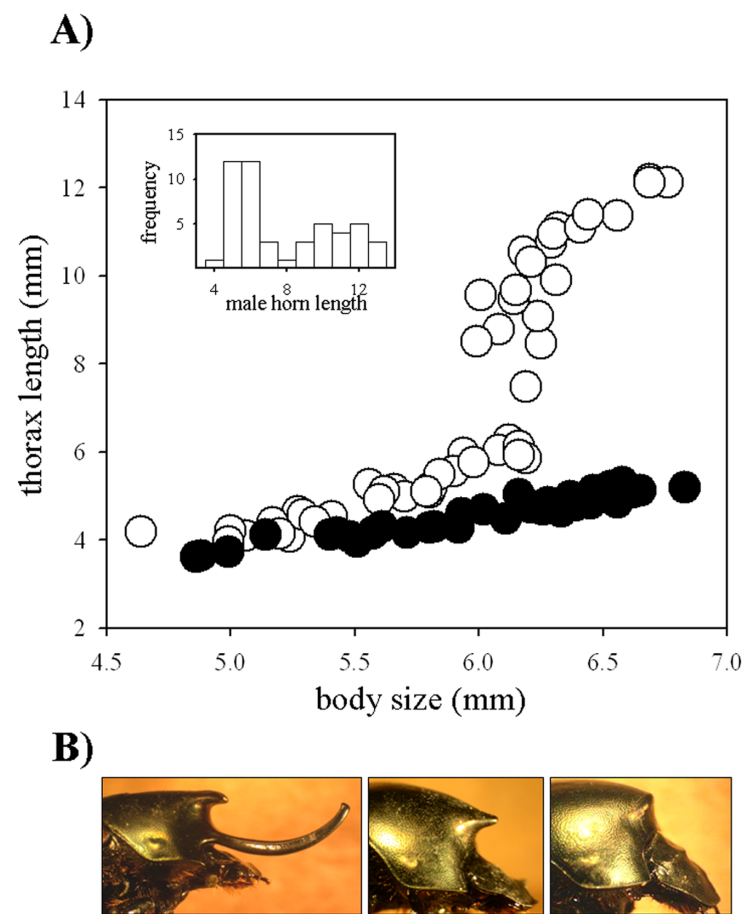 A)
14
12
10
8
6
4
2
thorax length (mm)
15
10
5
frequency
4 8 12
male horn length
4.5 5.0 5.5 6.0 6.5 7.0
body size (mm)
B)